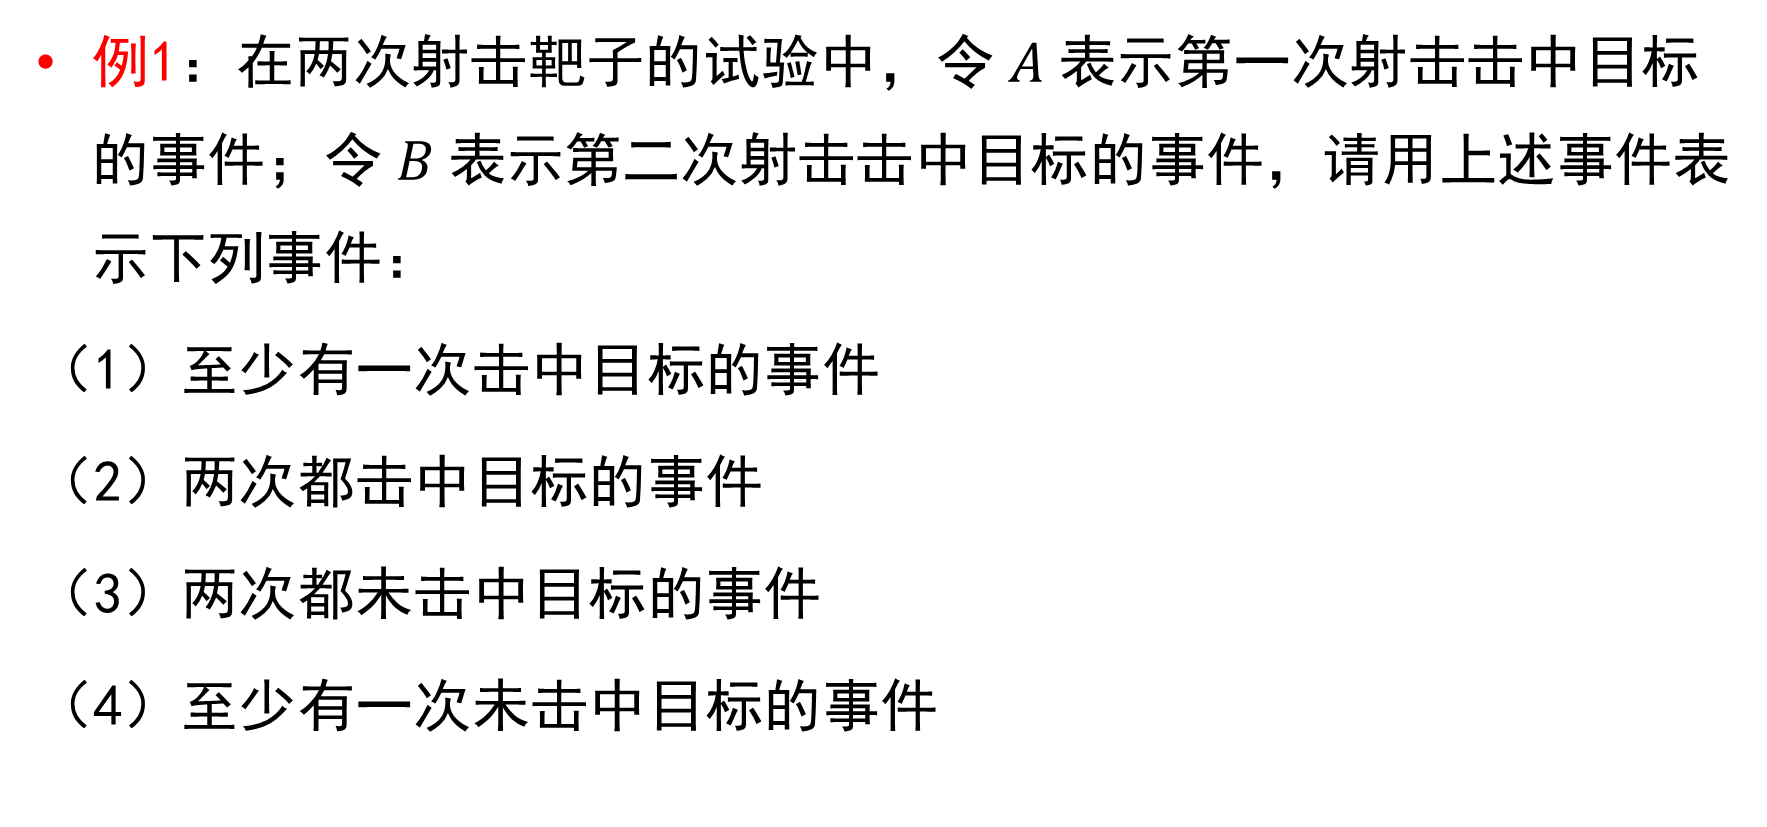 • 例1：在两次射击靶子的试验中，令 A 表示第一次射击击中目标
的事件；令 B 表示第二次射击击中目标的事件，请用上述事件表
示下列事件：
（1）至少有一次击中目标的事件
（2）两次都击中目标的事件
（3）两次都未击中目标的事件
（4）至少有一次未击中目标的事件